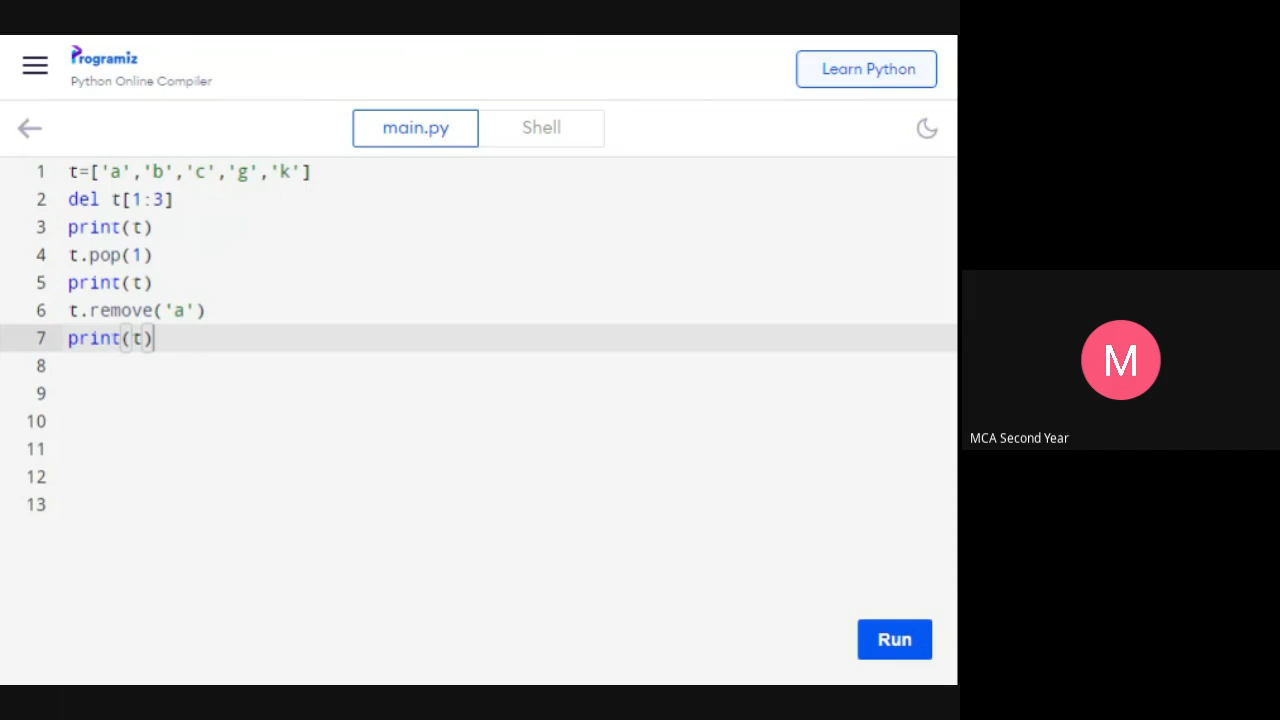 Programiz
Python Online Compiler
Learn Python
main.py
Shell
1 t=['a','b','c','g','k']
2 del t[1:3]
3 print(t)
4 t.pop(1)
5 print(t)
6 t.remove('a')
7 print(t)
8
9
10
11
12
13
Run
M
MCA Second Year